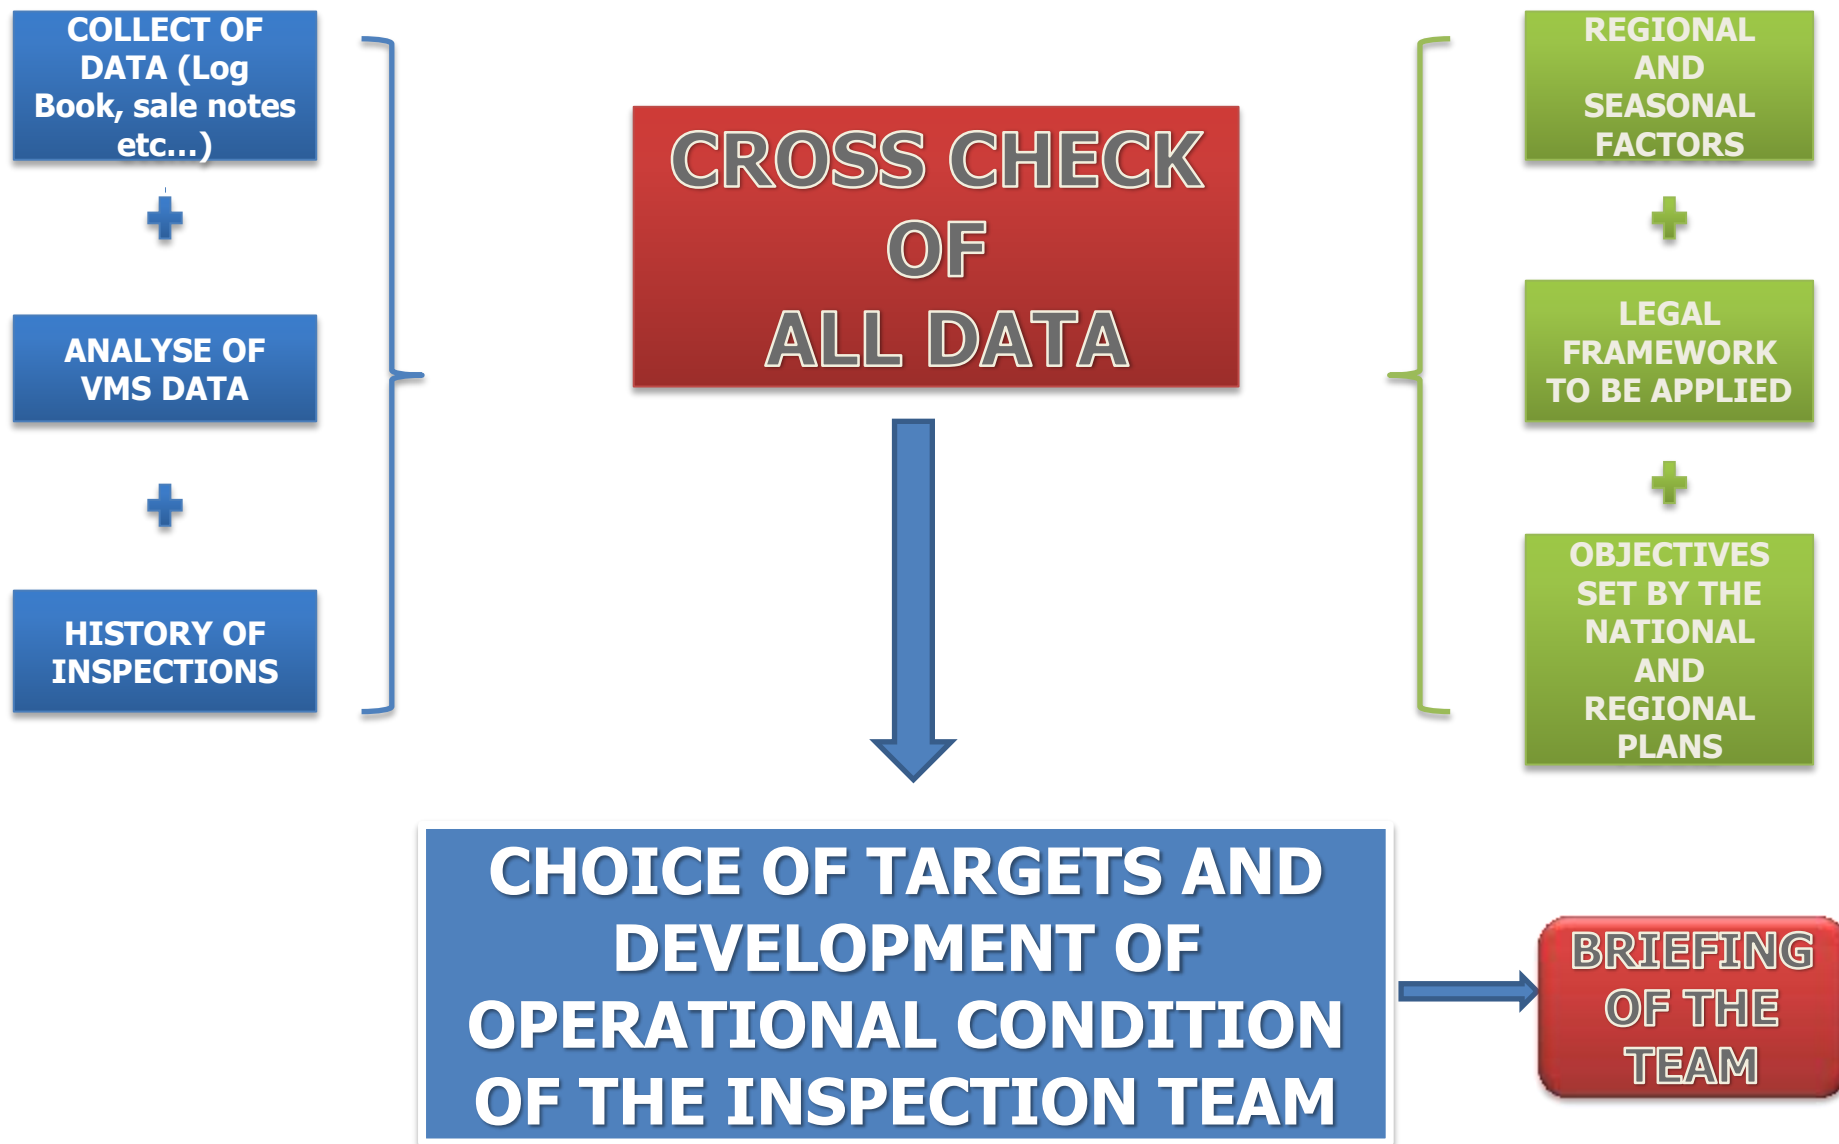 COLLECT OF
DATA (Log
Book, sale notes
etc...)
ANALYSE OF
VMS DATA
HISTORY OF
INSPECTIONS
CROSS CHECK
OF
ALL DATA
REGIONAL
AND
SEASONAL
FACTORS
LEGAL
FRAMEWORK
TO BE APPLIED
OBJECTIVES
SET BY THE
NATIONAL
AND
REGIONAL
PLANS
CHOICE OF TARGETS AND
DEVELOPMENT OF
OPERATIONAL CONDITION
OF THE INSPECTION TEAM
BRIEFING
OF THE
TEAM